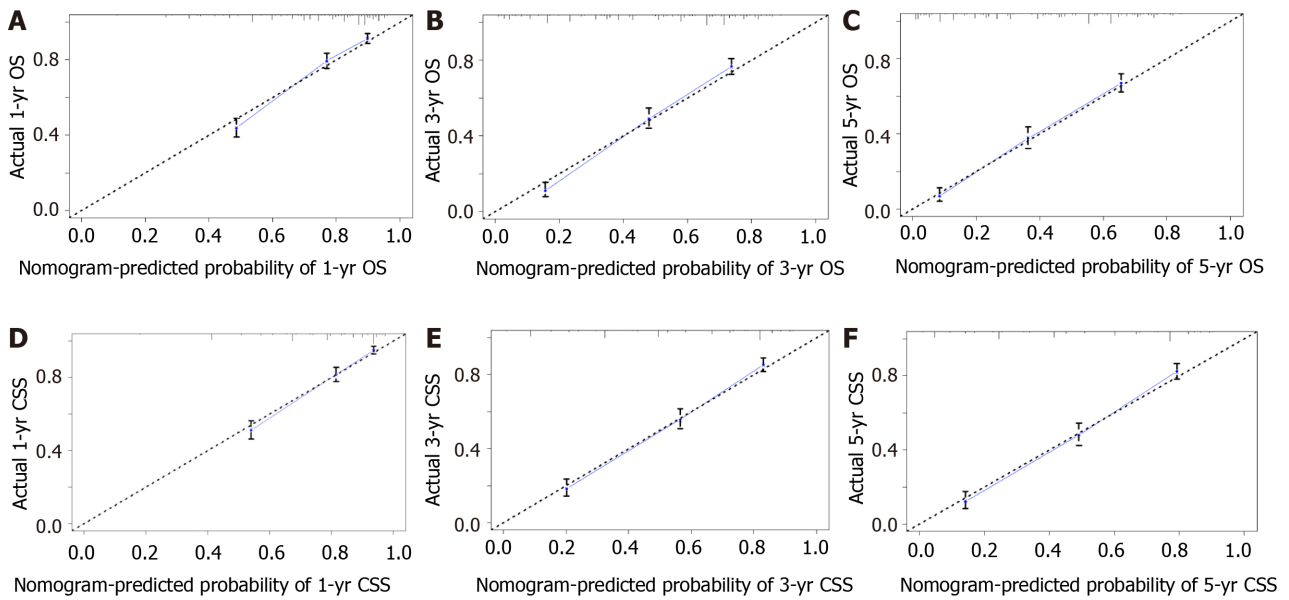 A
Actual 1-yr OS
0.8
0.4
0.0
0.0 0.2 0.4 0.6 0.8 1.0
Nomogram-predicted probability of 1-yr OS
B
Actual 3-yr OS
0.8
0.4
0.0
0.0 0.2 0.4 0.6 0.8 1.0
Nomogram-predicted probability of 3-yr OS
C
Actual 5-yr OS
0.8
0.4
0.0
0.0 0.2 0.4 0.6 0.8 1.0
Nomogram-predicted probability of 5-yr OS
D
Actual 1-yr CSS
0.8
0.4
0.0
0.0 0.2 0.4 0.6 0.8 1.0
Nomogram-predicted probability of 1-yr CSS
E
Actual 3-yr CSS
0.8
0.4
0.0
0.0 0.2 0.4 0.6 0.8 1.0
Nomogram-predicted probability of 3-yr CSS
F
Actual 5-yr CSS
0.8
0.4
0.0
0.0 0.2 0.4 0.6 0.8 1.0
Nomogram-predicted probability of 5-yr CSS